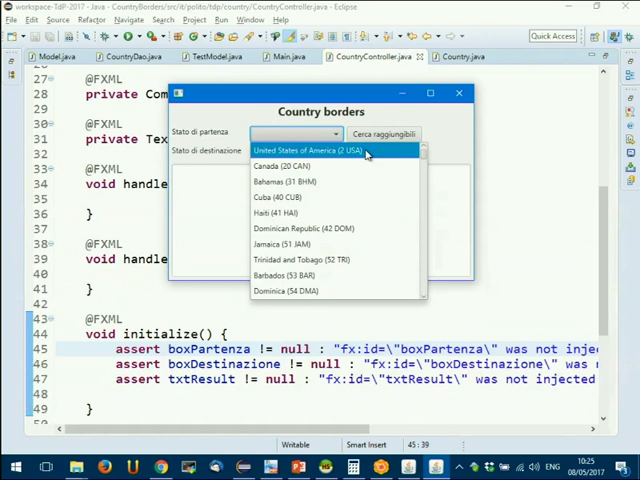 workspace-TdP-2017 - Java - CountryBorders/src/it/polito/tdp/country/CountryController.java - Eclipse
File Edit Source Refactor Navigate Search Project Run Window Help
Quick Access
Model.java CountryDao.java TestModel.java Main.java CountryController.java Country.java
27 @FXML
28 private Com
29
30 @FXML
31 private Tex
32
33 @FXML
34 void handle
36 }
37
38 @FXML
39 void handle
41 }
42
43 @FXML
44 void initialize() {
45 assert boxPartenza != null : "fx:id=\"boxPartenza\" was not injec
46 assert boxDestinazione != null : "fx:id=\"boxDestinazione\" was n
47 assert txtResult != null : "fx:id=\"txtResult\" was not injected
48
49 }
Country borders
Stato di partenza Cerca raggiungibili
Stato di destinazione
United States of America (2 USA)
Canada (20 CAN)
Bahamas (31 BHM)
Cuba (40 CUB)
Haiti (41 HAI)
Dominican Republic (42 DOM)
Jamaica (51 JAM)
Trinidad and Tobago (52 TRI)
Barbados (53 BAR)
Dominica (54 DMA)
Writable Smart Insert 45 : 39
10:25
08/05/2017